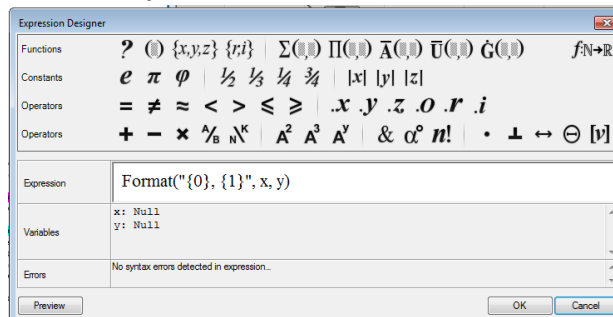 Expression Designer
Functions ? (▯) {x,y,z} {r;i} Σ(▯,▯) Π(▯,▯) A̅(▯,▯) U̅(▯,▯) Ġ(▯,▯) f:ℕ→ℝ
Constants e π φ ½ ⅓ ¼ ¾ |x| |y| |z|
Operators = ≠ ≈ < > ⩽ ⩾ .x .y .z .O .r .i
Operators + − × A/B N\K A² A³ Aʸ & α° n! · ⊥ ↔ Θ [v]
Expression Format("{0}, {1}", x, y)
Variables
x: Null
y: Null
Errors No syntax errors detected in expression...
Preview OK Cancel